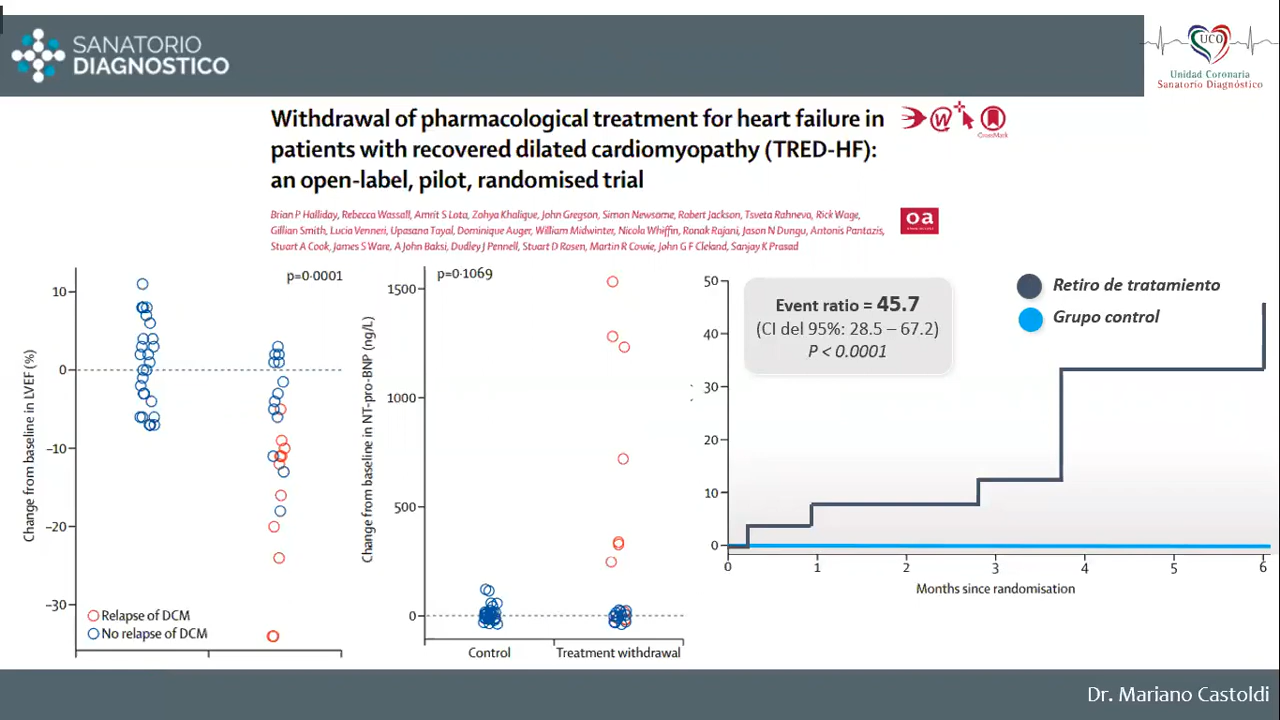 SANATORIO
DIAGNOSTICO
UCO
Unidad Coronaria
Sanatorio Diagnóstico
Withdrawal of pharmacological treatment for heart failure in
patients with recovered dilated cardiomyopathy (TRED-HF):
an open-label, pilot, randomised trial
CrossMark
Brian P Halliday, Rebecca Wassall, Amrit S Lota, Zohya Khalique, John Gregson, Simon Newsome, Robert Jackson, Tsveta Rahneva, Rick Wage,
Gillian Smith, Lucia Venneri, Upasana Tayal, Dominique Auger, William Midwinter, Nicola Whiffin, Ronak Rajani, Jason N Dungu, Antonis Pantazis,
Stuart A Cook, James S Ware, A John Baksi, Dudley J Pennell, Stuart D Rosen, Martin R Cowie, John G F Cleland, Sanjay K Prasad
oa
Change from baseline in LVEF (%)
p=0·0001
10
0
–10
–20
–30
Relapse of DCM
No relapse of DCM
Change from baseline in NT-pro-BNP (ng/L)
p=0·1069
1500
1000
500
0
Control
Treatment withdrawal
Event ratio = 45.7
(CI del 95%: 28.5 – 67.2)
P < 0.0001
Retiro de tratamiento
Grupo control
50
40
30
20
10
0
0 1 2 3 4 5 6
Months since randomisation
Dr. Mariano Castoldi